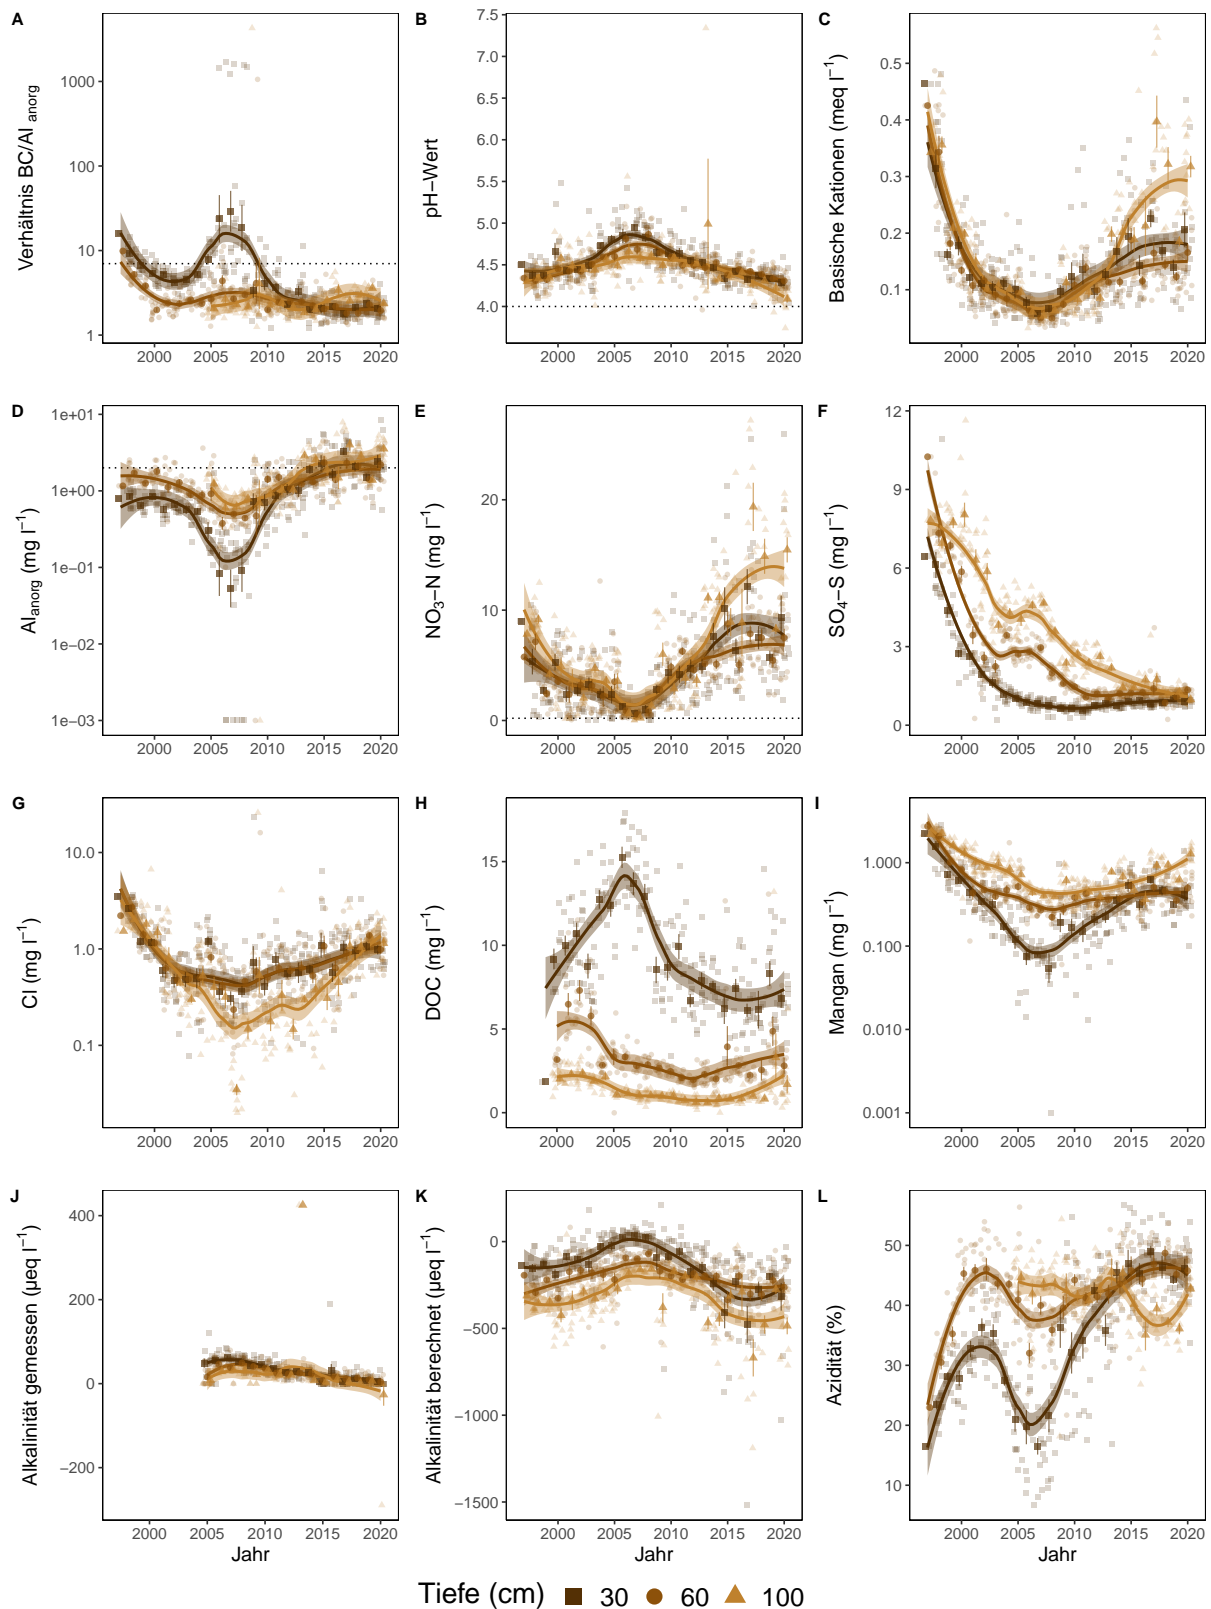 A
Verhältnis BC/Al anorg
1000
100
10
1
2000 2005 2010 2015 2020
B
pH−Wert
7.5
7.0
6.5
6.0
5.5
5.0
4.5
4.0
2000 2005 2010 2015 2020
C
Basische Kationen (meq l−1)
0.5
0.4
0.3
0.2
0.1
2000 2005 2010 2015 2020
D
Al anorg (mg l−1)
1e+01
1e+00
1e−01
1e−02
1e−03
2000 2005 2010 2015 2020
E
NO3−N (mg l−1)
20
10
0
2000 2005 2010 2015 2020
F
SO4−S (mg l−1)
12
9
6
3
0
2000 2005 2010 2015 2020
G
Cl (mg l−1)
10.0
1.0
0.1
2000 2005 2010 2015 2020
H
DOC (mg l−1)
15
10
5
0
2000 2005 2010 2015 2020
I
Mangan (mg l−1)
1.000
0.100
0.010
0.001
2000 2005 2010 2015 2020
J
Alkalinität gemessen (µeq l−1)
400
200
0
−200
2000 2005 2010 2015 2020
Jahr
K
Alkalinität berechnet (µeq l−1)
0
−500
−1000
−1500
2000 2005 2010 2015 2020
Jahr
L
Azidität (%)
50
40
30
20
10
2000 2005 2010 2015 2020
Jahr
Tiefe (cm) 30 60 100